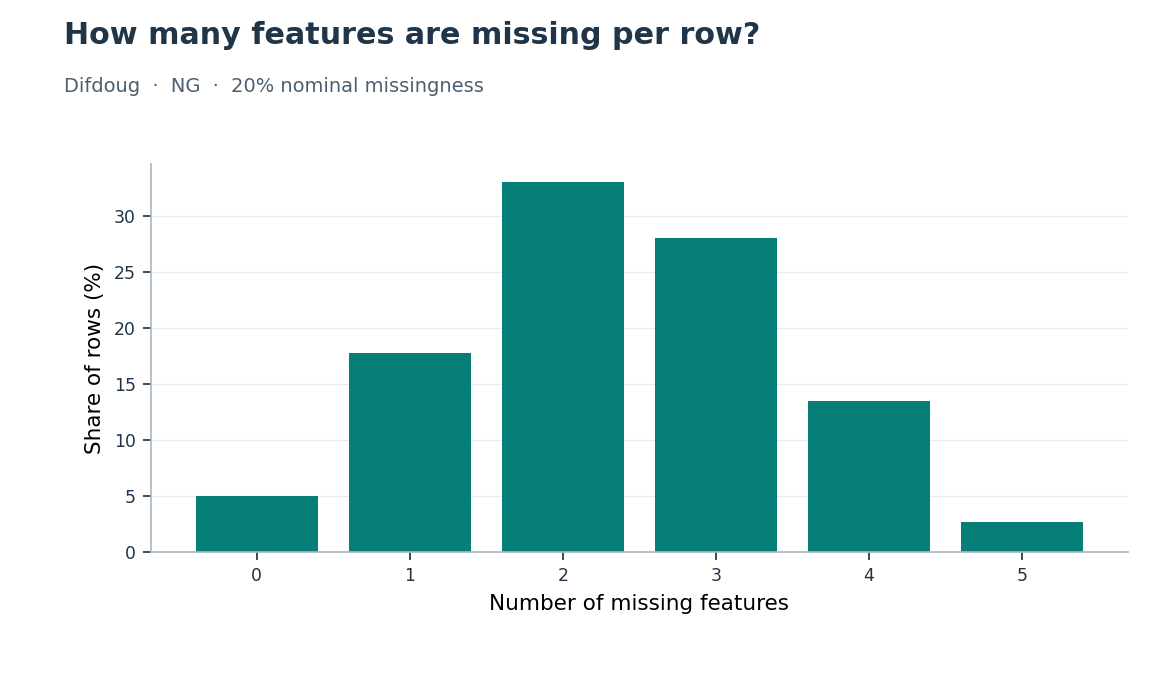 How many features are missing per row?
Difdoug · NG · 20% nominal missingness
Share of rows (%)
30
25
20
15
10
5
0
0 1 2 3 4 5
Number of missing features